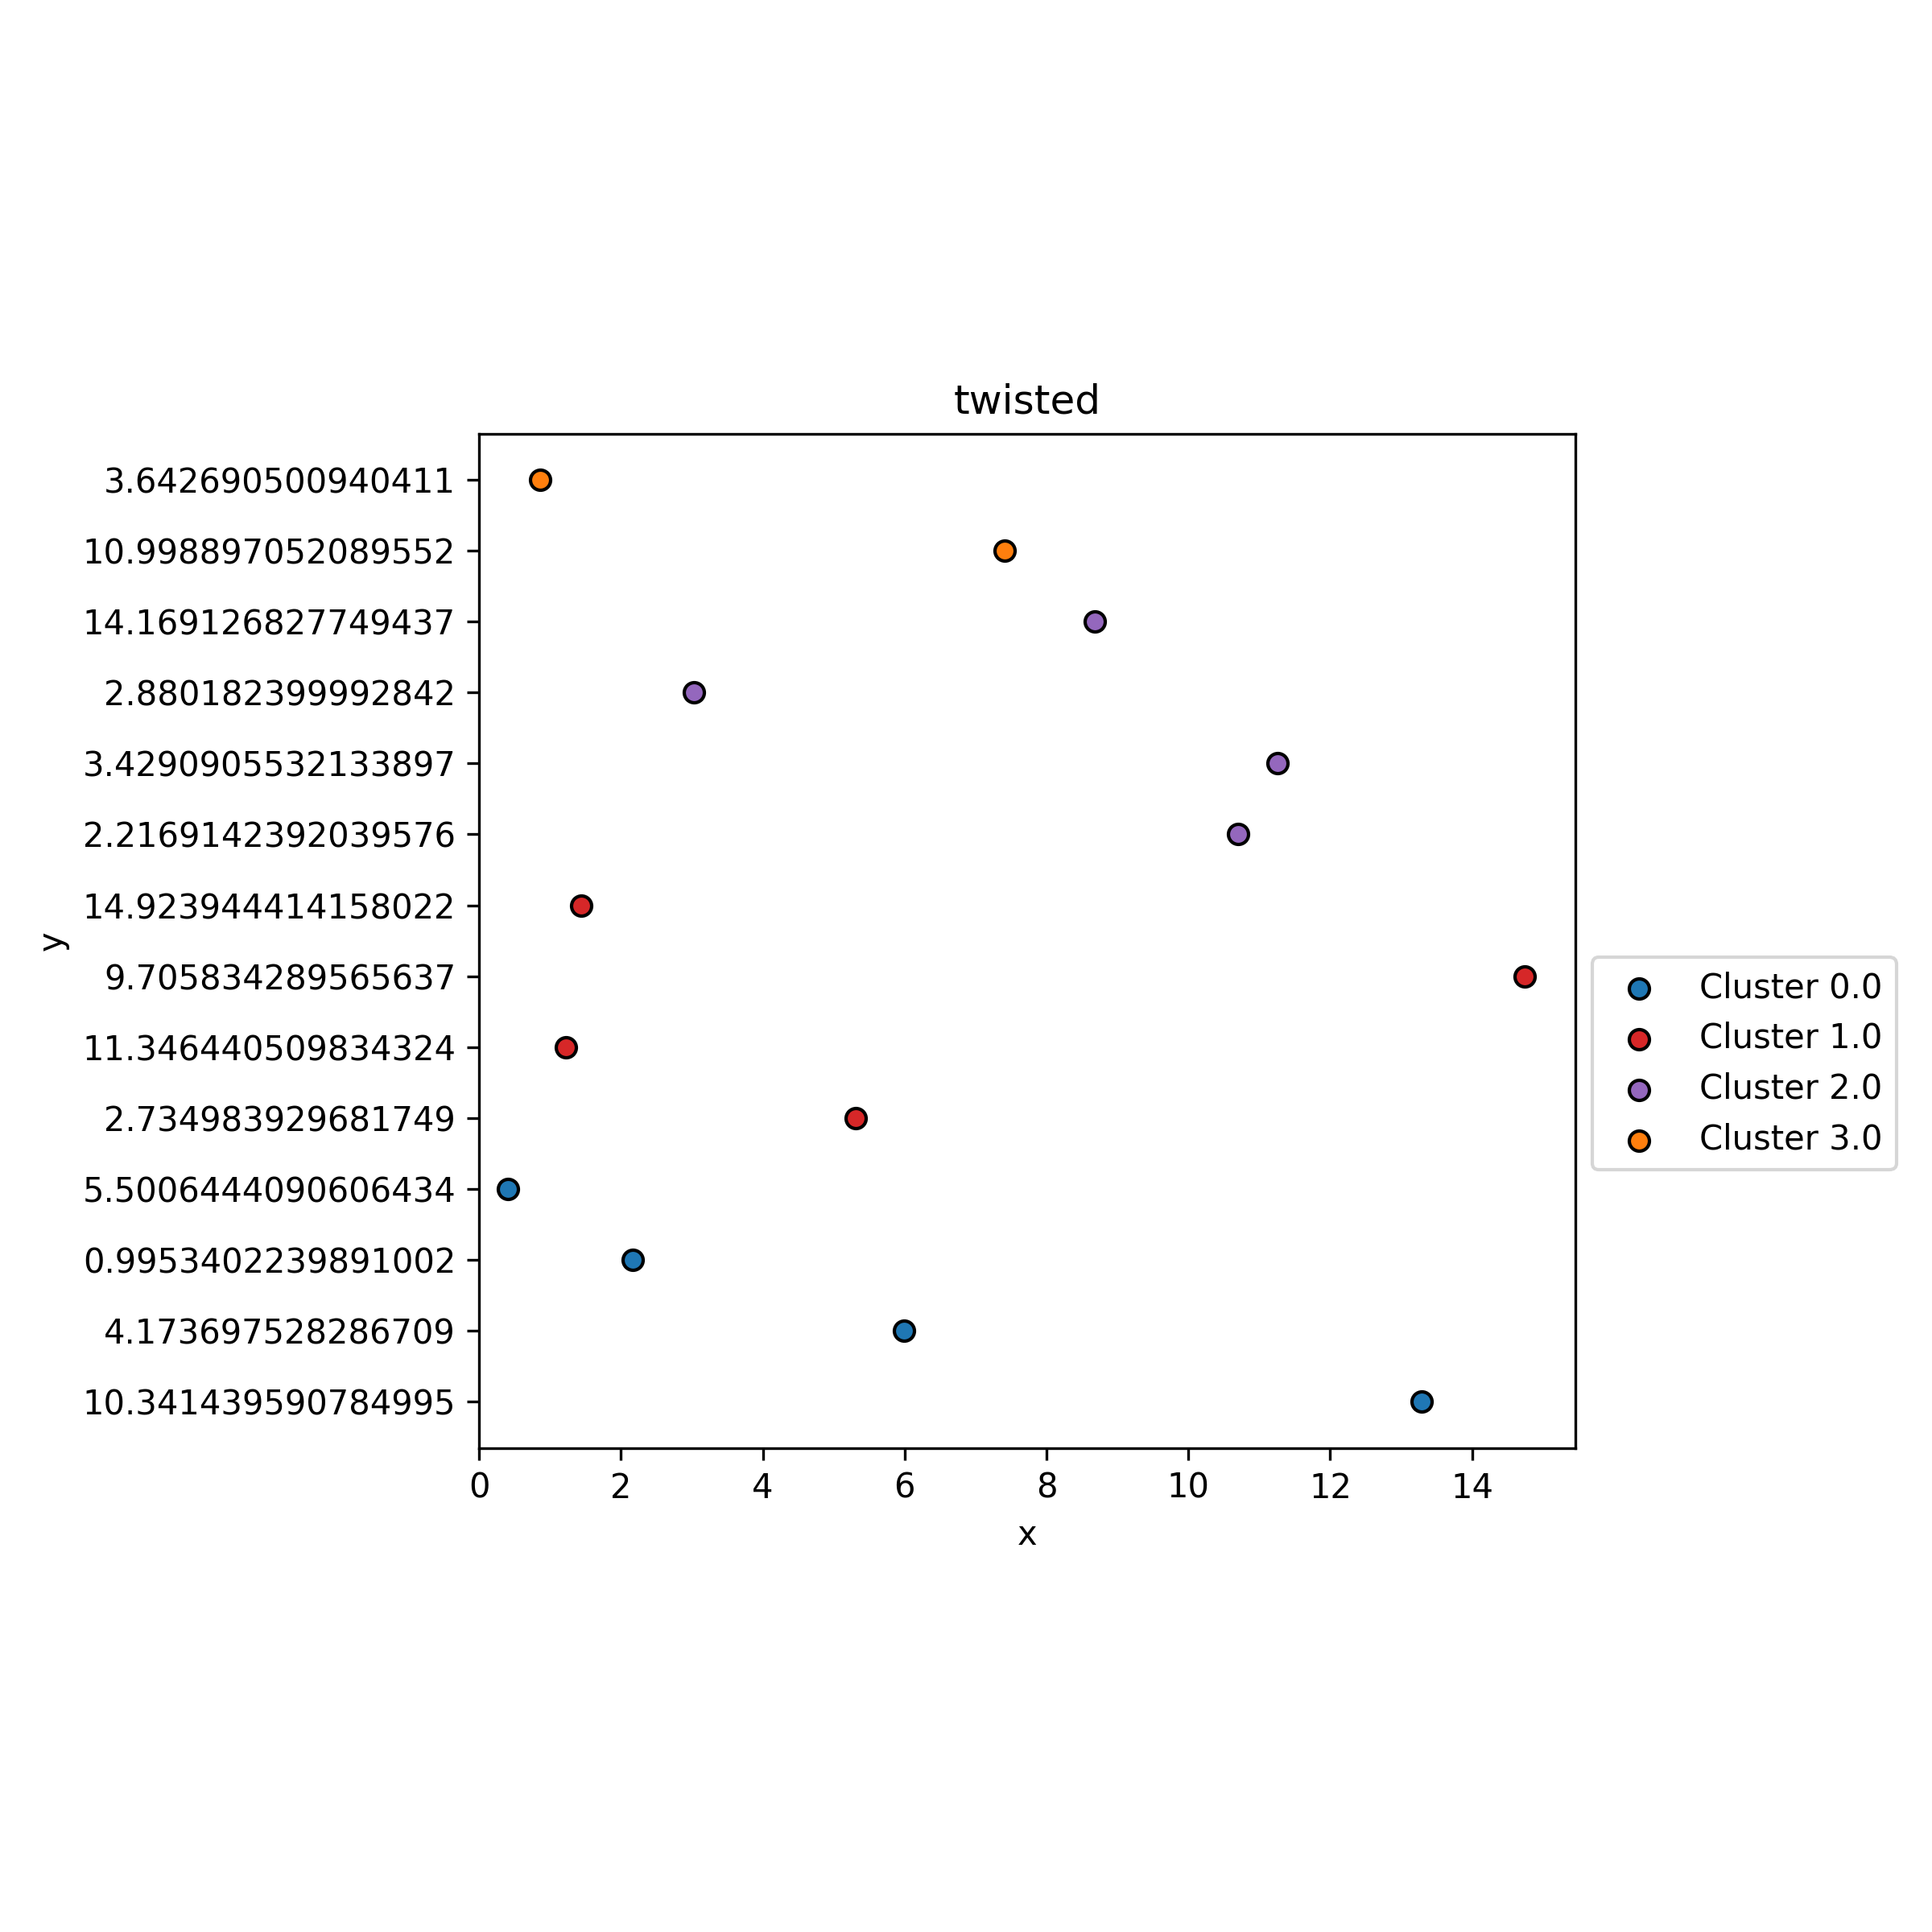 twisted
3.642690500940411
10.998897052089552
14.169126827749437
2.880182399992842
3.4290905532133897
2.2169142392039576
14.923944414158022
9.705834289565637
11.346440509834324
2.734983929681749
5.5006444090606434
0.9953402239891002
4.173697528286709
10.341439590784995
y
0 2 4 6 8 10 12 14
x
Cluster 0.0
Cluster 1.0
Cluster 2.0
Cluster 3.0